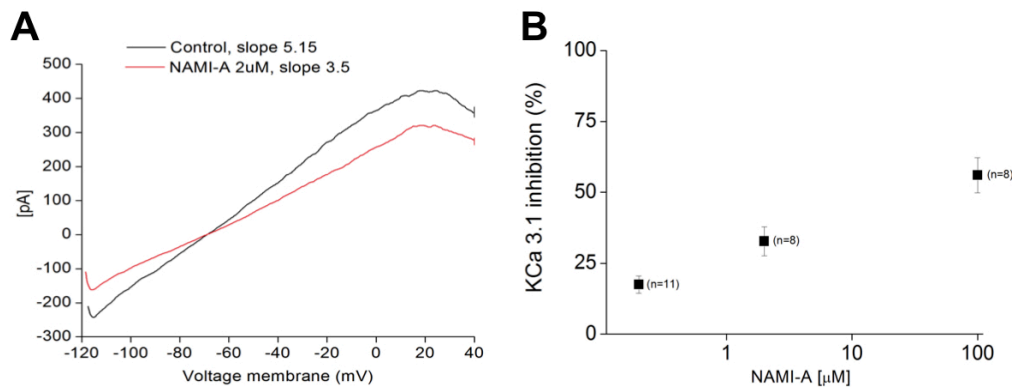 A
Control, slope 5.15
NAMI-A 2uM, slope 3.5
500
400
300
200
100
0
-100
-200
-300
[pA]
-120 -100 -80 -60 -40 -20 0 20 40
Voltage membrane (mV)
B
100
75
50
25
0
KCa 3.1 inhibition (%)
(n=11)
(n=8)
(n=8)
1 10 100
NAMI-A [μM]